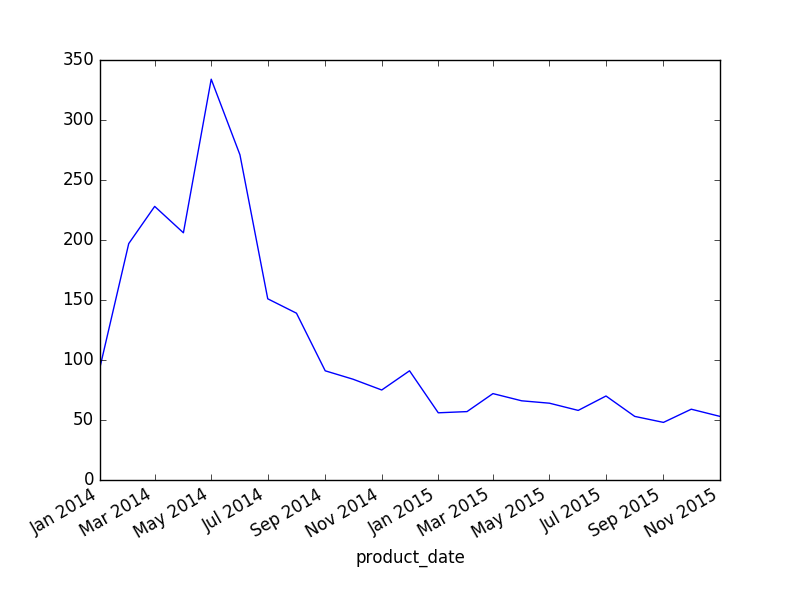 350
300
250
200
150
100
50
0
Jan 2014
Mar 2014
May 2014
Jul 2014
Sep 2014
Nov 2014
Jan 2015
Mar 2015
May 2015
Jul 2015
Sep 2015
Nov 2015
product_date